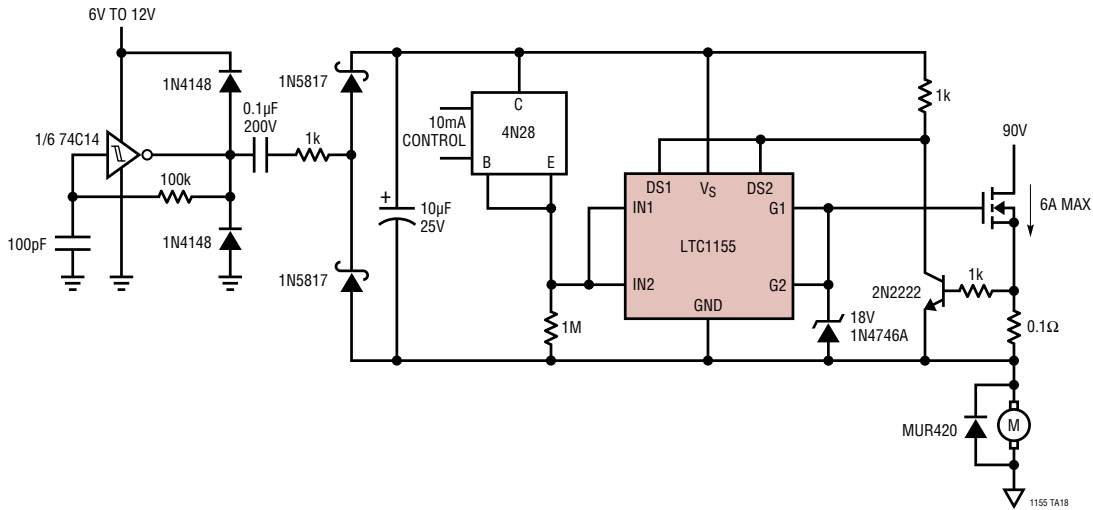 6V TO 12V
1N4148
0.1µF
200V
1N5817
1/6 74C14
1k
100k
100pF
1N4148
1N5817
+
10µF
25V
10mA
CONTROL
C
4N28
B
E
1M
DS1
VS
DS2
IN1
G1
LTC1155
IN2
G2
GND
18V
1N4746A
1k
90V
6A MAX
2N2222
1k
0.1Ω
MUR420
M
1155 TA18